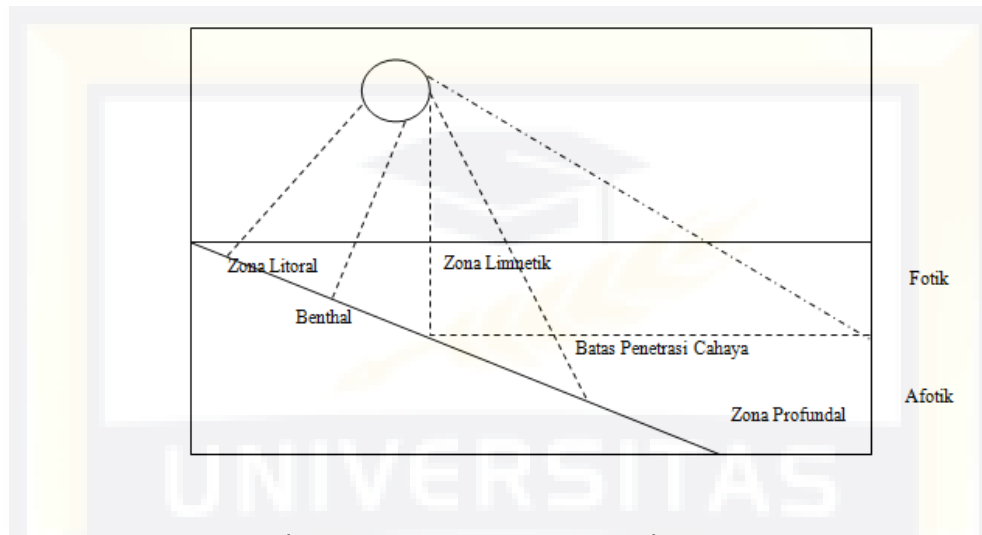 Zona Litoral
Zona Limnetik
Fotik
Benthal
Batas Penetrasi Cahaya
Afotik
Zona Profundal
UNIVERSITAS